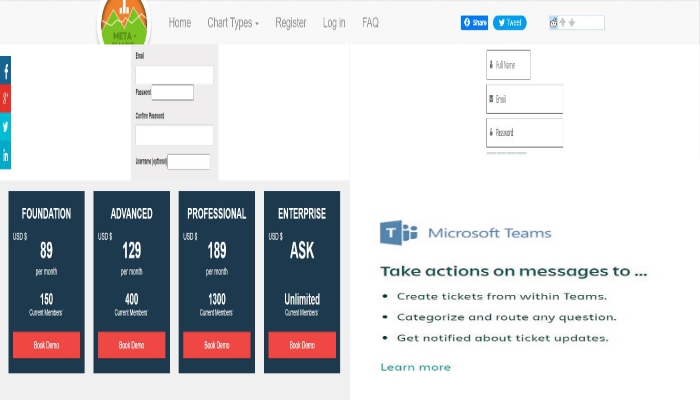 META -
Home
Chart Types
Register
Log in
FAQ
Share
Tweet
Email
Password
Confirm Password
Username (optional)
Full Name
Email
Password
FOUNDATION
USD $
89
per month
150
Current Members
Book Demo
ADVANCED
USD $
129
per month
400
Current Members
Book Demo
PROFESSIONAL
USD $
189
per month
1300
Current Members
Book Demo
ENTERPRISE
USD $
ASK
Unlimited
Current Members
Book Demo
Microsoft Teams
Take actions on messages to ...
• Create tickets from within Teams.
• Categorize and route any question.
• Get notified about ticket updates.
Learn more